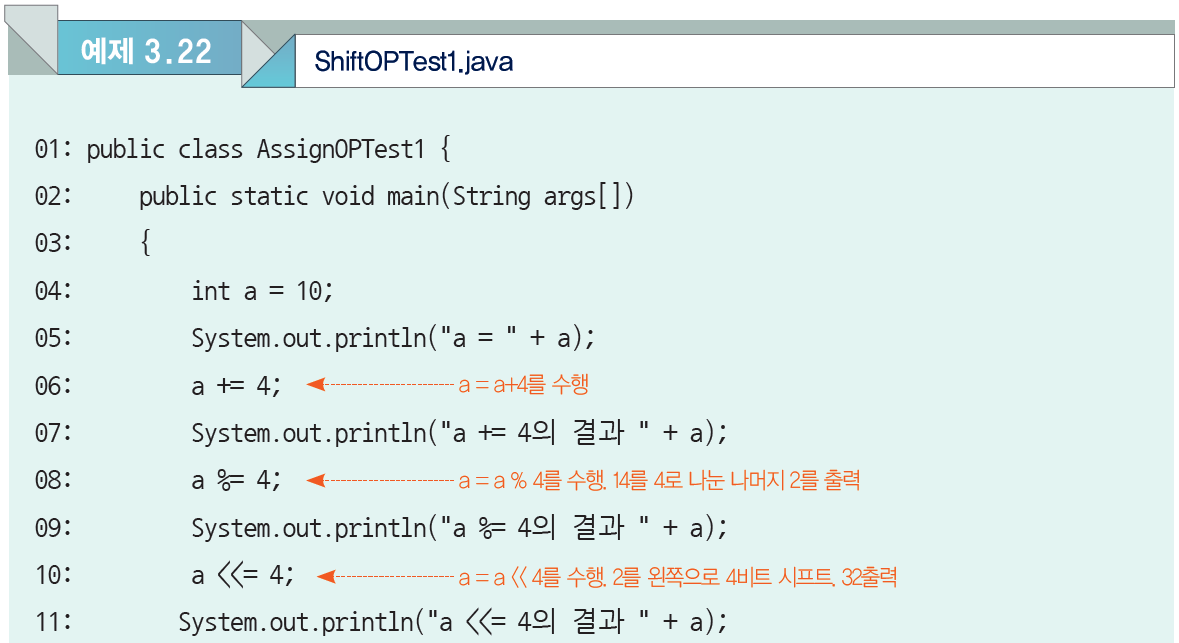 예제 3.22
ShiftOPTest1.java
01: public class AssignOPTest1 {
02: public static void main(String args[])
03: {
04: int a = 10;
05: System.out.println("a = " + a);
06: a += 4; a = a+4를 수행
07: System.out.println("a += 4의 결과 " + a);
08: a %= 4; a = a % 4를 수행. 14를 4로 나눈 나머지 2를 출력
09: System.out.println("a %= 4의 결과 " + a);
10: a <<= 4; a = a << 4를 수행. 2를 왼쪽으로 4비트 시프트. 32출력
11: System.out.println("a <<= 4의 결과 " + a);